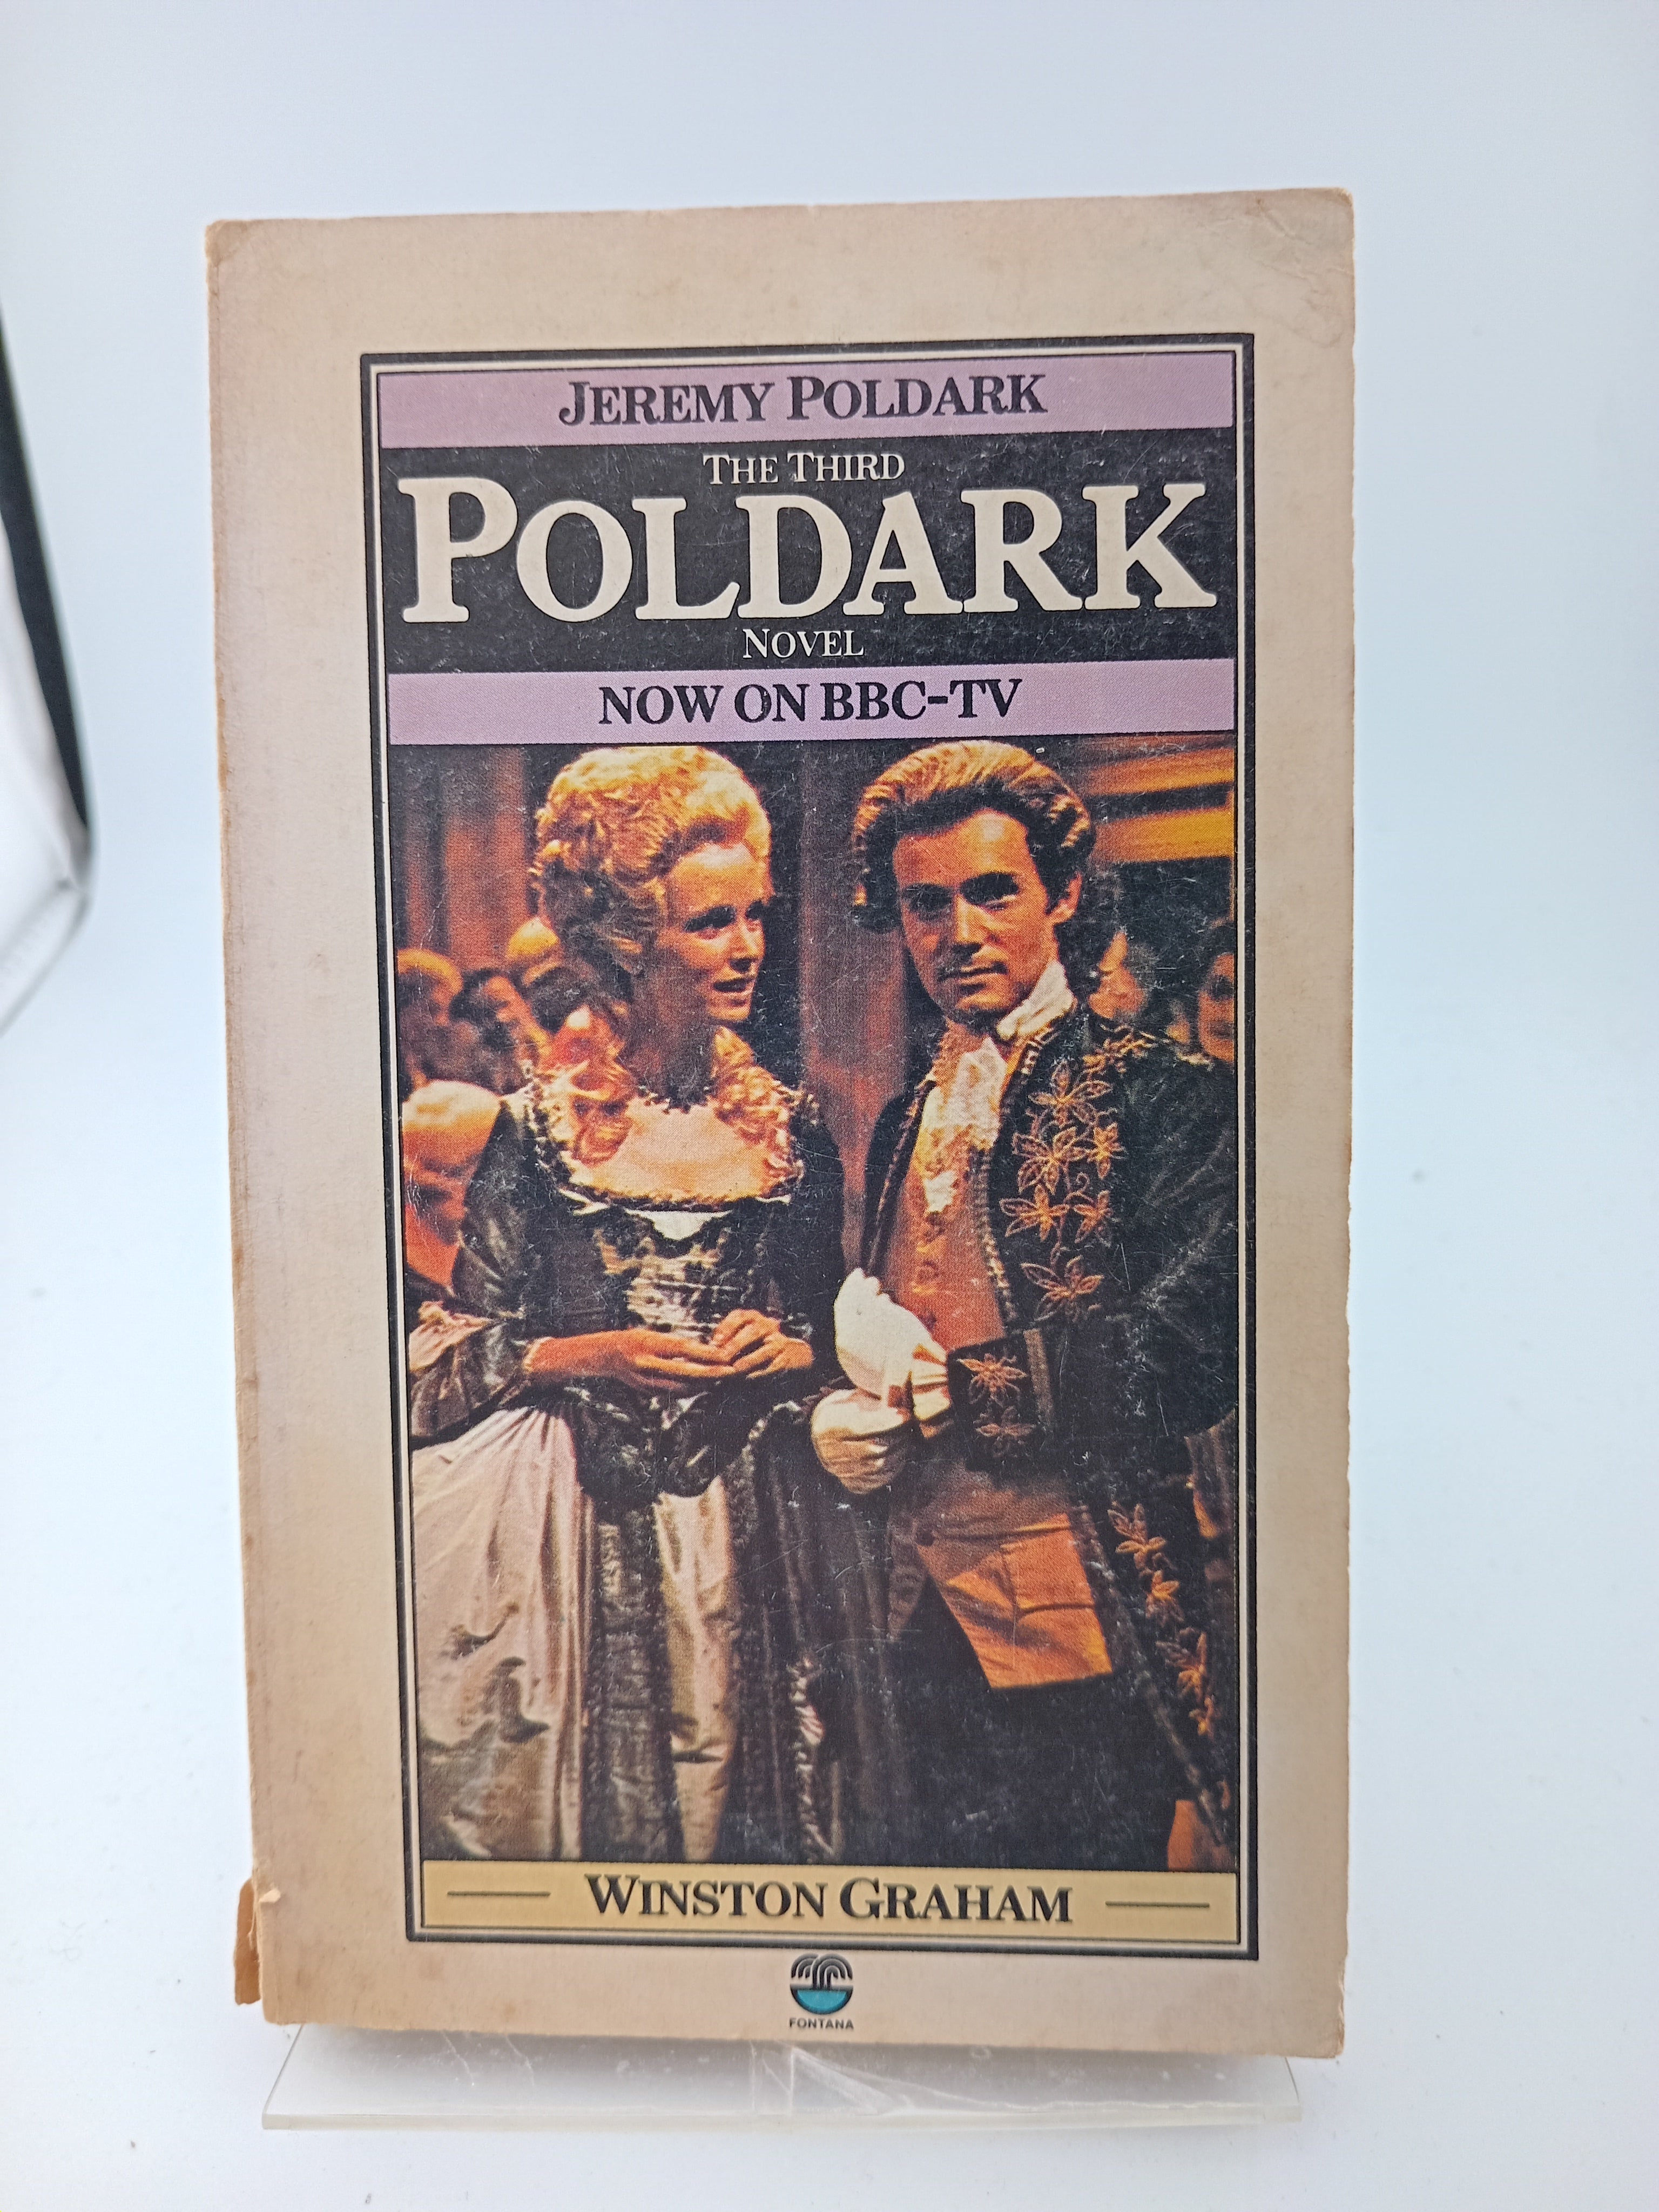 JEREMY POLDARK
THE THIRD
POLDARK
NOVEL
NOW ON BBC-TV
WINSTON GRAHAM
FONTANA